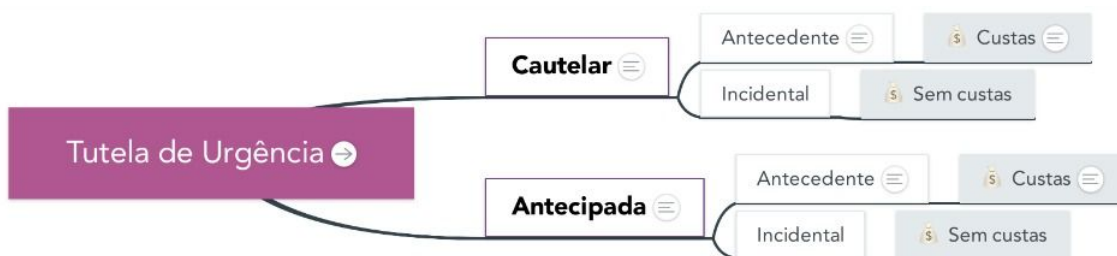 Tutela de Urgência
Cautelar
Antecedente
$ Custas
Incidental
$ Sem custas
Antecipada
Antecedente
$ Custas
Incidental
$ Sem custas